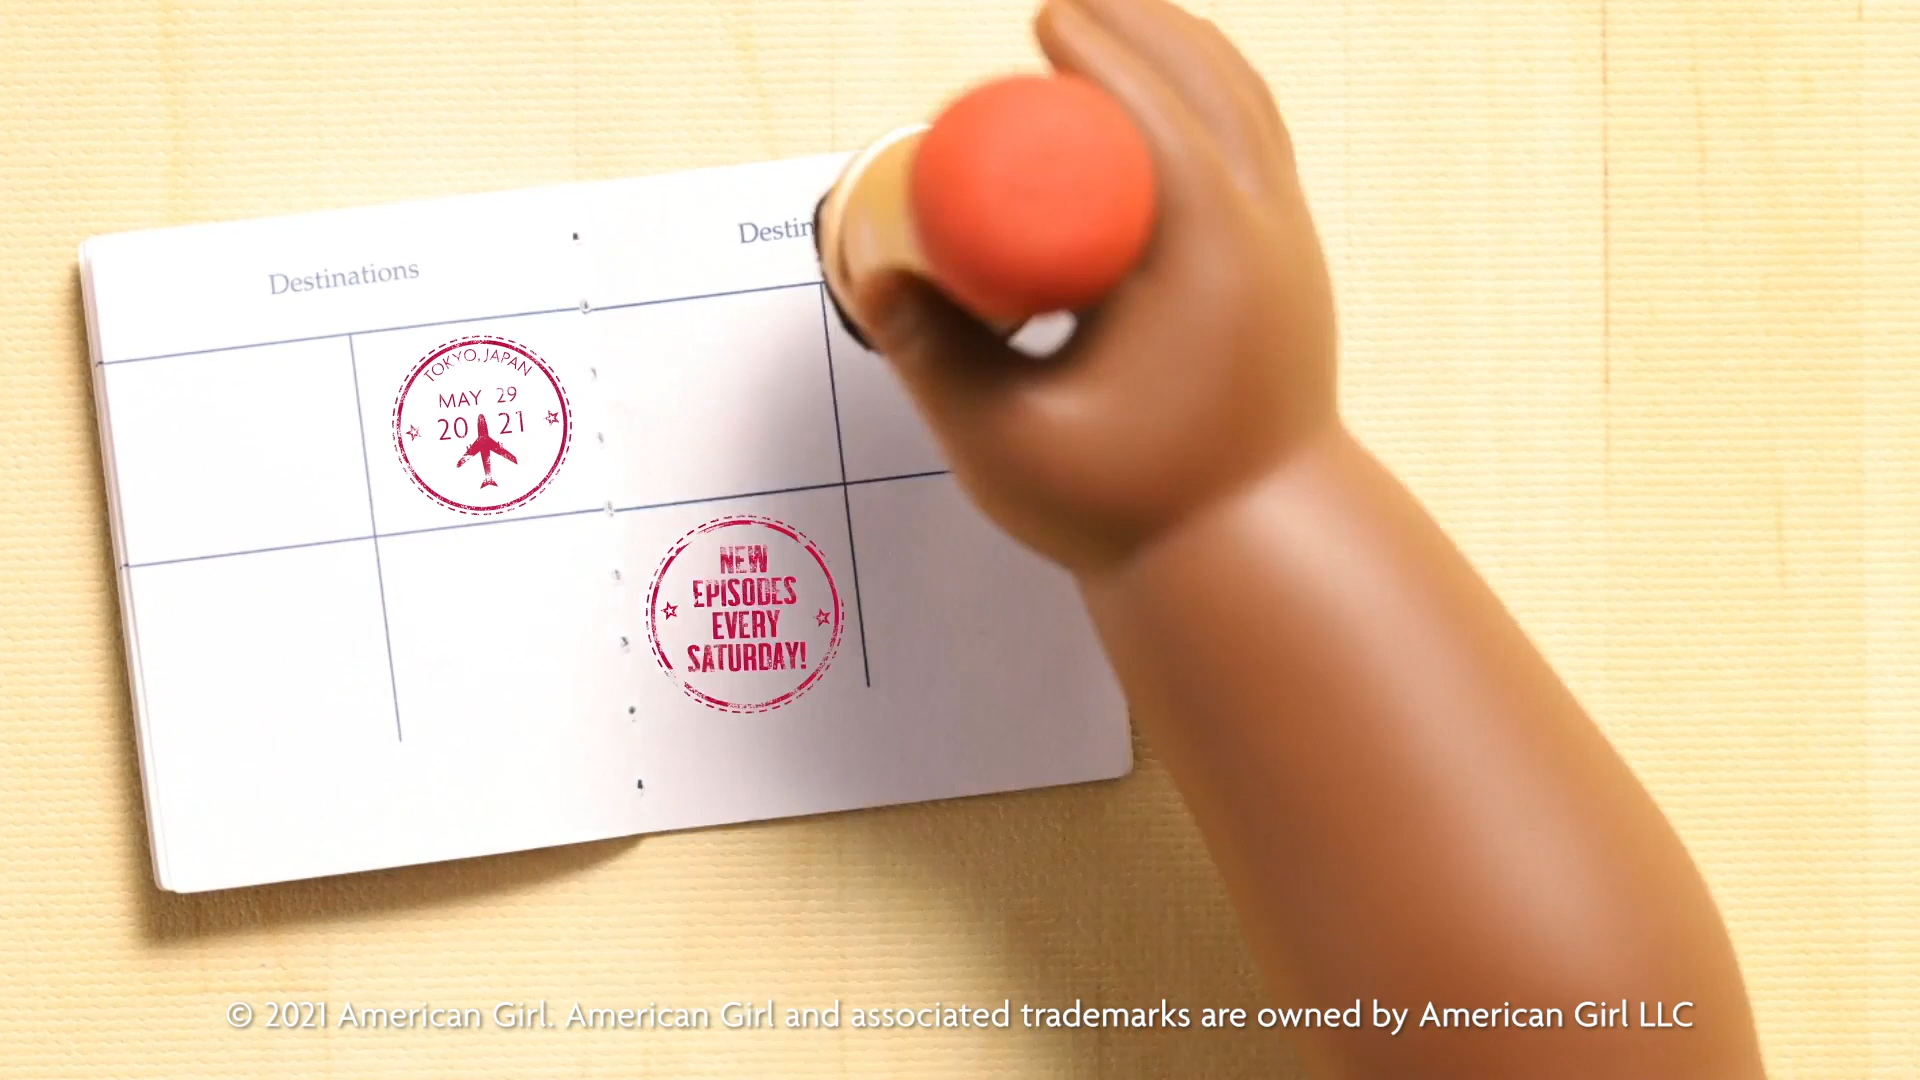 Destinations
Destin
TOKYO, JAPAN
MAY 29
20 21
NEW
EPISODES
EVERY
SATURDAY!
© 2021 American Girl. American Girl and associated trademarks are owned by American Girl LLC